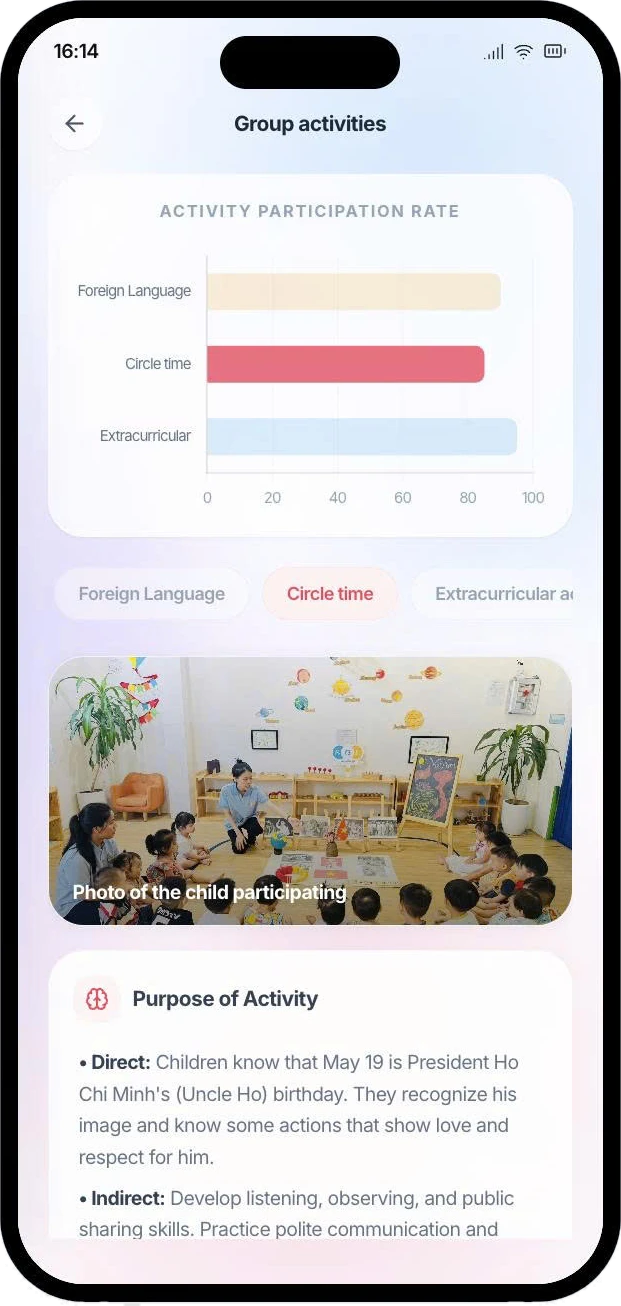 16:14
Group activities
ACTIVITY PARTICIPATION RATE
Foreign Language
Circle time
Extracurricular
0 20 40 60 80 100
Foreign Language Circle time Extracurricular a
Photo of the child participating
Purpose of Activity
• Direct: Children know that May 19 is President Ho
Chi Minh's (Uncle Ho) birthday. They recognize his
image and know some actions that show love and
respect for him.
• Indirect: Develop listening, observing, and public
sharing skills. Practice polite communication and